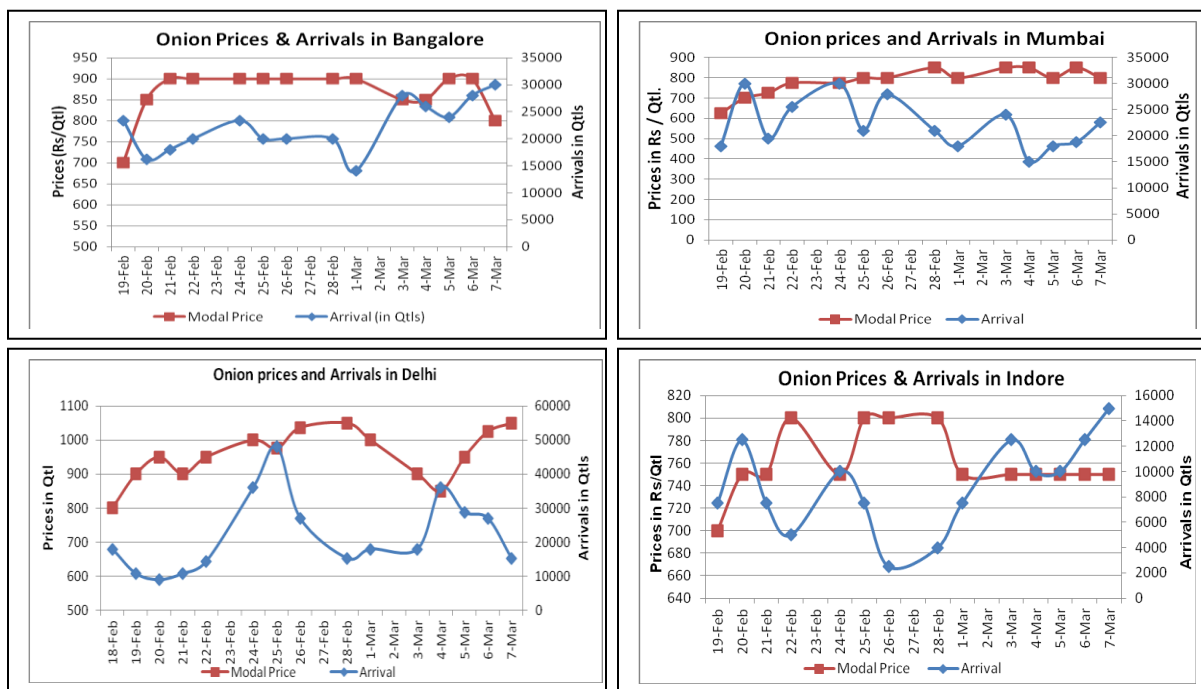 Onion Prices & Arrivals in Bangalore
950
900
850
800
750
700
650
600
550
500
35000
30000
25000
20000
15000
10000
5000
0
Prices (Rs/Qtl)
Arrivals in Qtls
19-Feb
20-Feb
21-Feb
22-Feb
23-Feb
24-Feb
25-Feb
26-Feb
27-Feb
28-Feb
1-Mar
2-Mar
3-Mar
4-Mar
5-Mar
6-Mar
7-Mar
Modal Price
Arrival (in Qtls)
Onion prices and Arrivals in Mumbai
900
800
700
600
500
400
300
200
100
0
35000
30000
25000
20000
15000
10000
5000
0
Prices in Rs / Qtl.
Arrivals in Qtls
19-Feb
20-Feb
21-Feb
22-Feb
23-Feb
24-Feb
25-Feb
26-Feb
27-Feb
28-Feb
1-Mar
2-Mar
3-Mar
4-Mar
5-Mar
6-Mar
7-Mar
Modal Price
Arrival
Onion prices and Arrivals in Delhi
1100
1000
900
800
700
600
500
60000
50000
40000
30000
20000
10000
0
Prices in Qtl
Arrivals in Qtls
18-Feb
19-Feb
20-Feb
21-Feb
22-Feb
23-Feb
24-Feb
25-Feb
26-Feb
27-Feb
28-Feb
1-Mar
2-Mar
3-Mar
4-Mar
5-Mar
6-Mar
7-Mar
Modal Price
Arrival
Onion Prices & Arrivals in Indore
820
800
780
760
740
720
700
680
660
640
16000
14000
12000
10000
8000
6000
4000
2000
0
Prices in Rs/Qtl
Arrivals in Qtls
19-Feb
20-Feb
21-Feb
22-Feb
23-Feb
24-Feb
25-Feb
26-Feb
27-Feb
28-Feb
1-Mar
2-Mar
3-Mar
4-Mar
5-Mar
6-Mar
7-Mar
Modal Price
Arrival